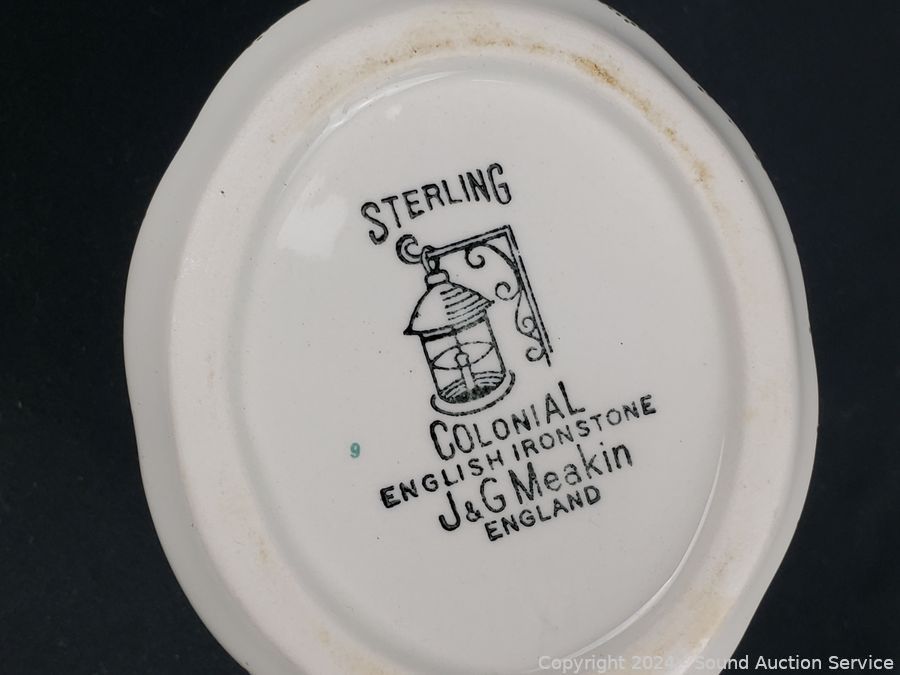 STERLING
COLONIAL
ENGLISH IRONSTONE
J&G Meakin
ENGLAND
9
Copyright 2024 - Sound Auction Service